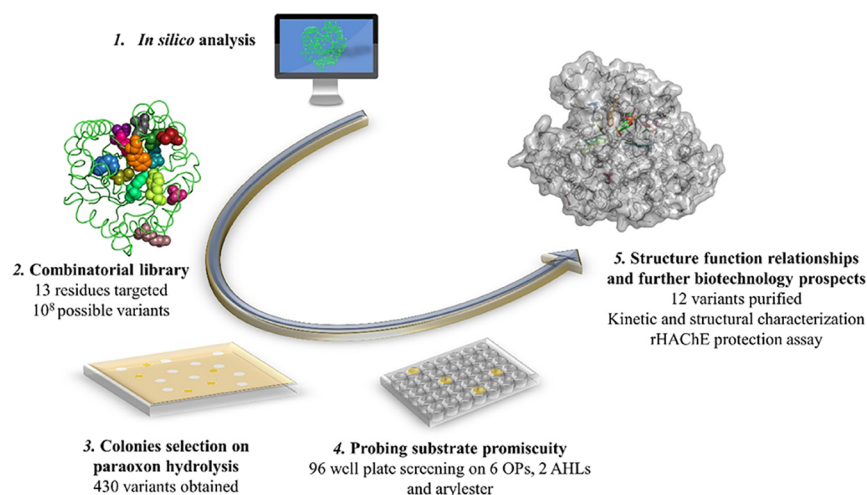 1. In silico analysis
2. Combinatorial library
13 residues targeted
10⁸ possible variants
3. Colonies selection on
paraoxon hydrolysis
430 variants obtained
4. Probing substrate promiscuity
96 well plate screening on 6 OPs, 2 AHLs
and arylester
5. Structure function relationships
and further biotechnology prospects
12 variants purified
Kinetic and structural characterization
rHAChE protection assay